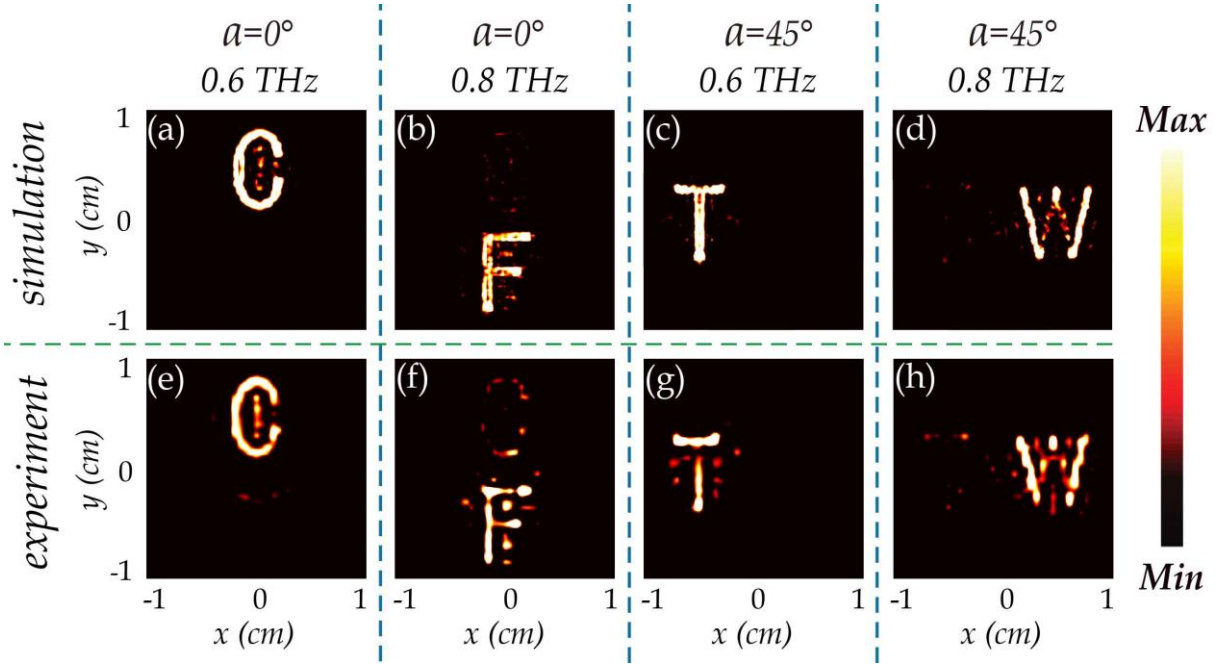 a=0° a=0° a=45° a=45°
0.6 THz 0.8 THz 0.6 THz 0.8 THz
simulation
y (cm)
1
0
-1
(a) C
(b) F
(c) T
(d) W
Max
Min
experiment
y (cm)
1
0
-1
(e) C
(f) F
(g) T
(h) W
-1 0 1 -1 0 1 -1 0 1 -1 0 1
x (cm) x (cm) x (cm) x (cm)